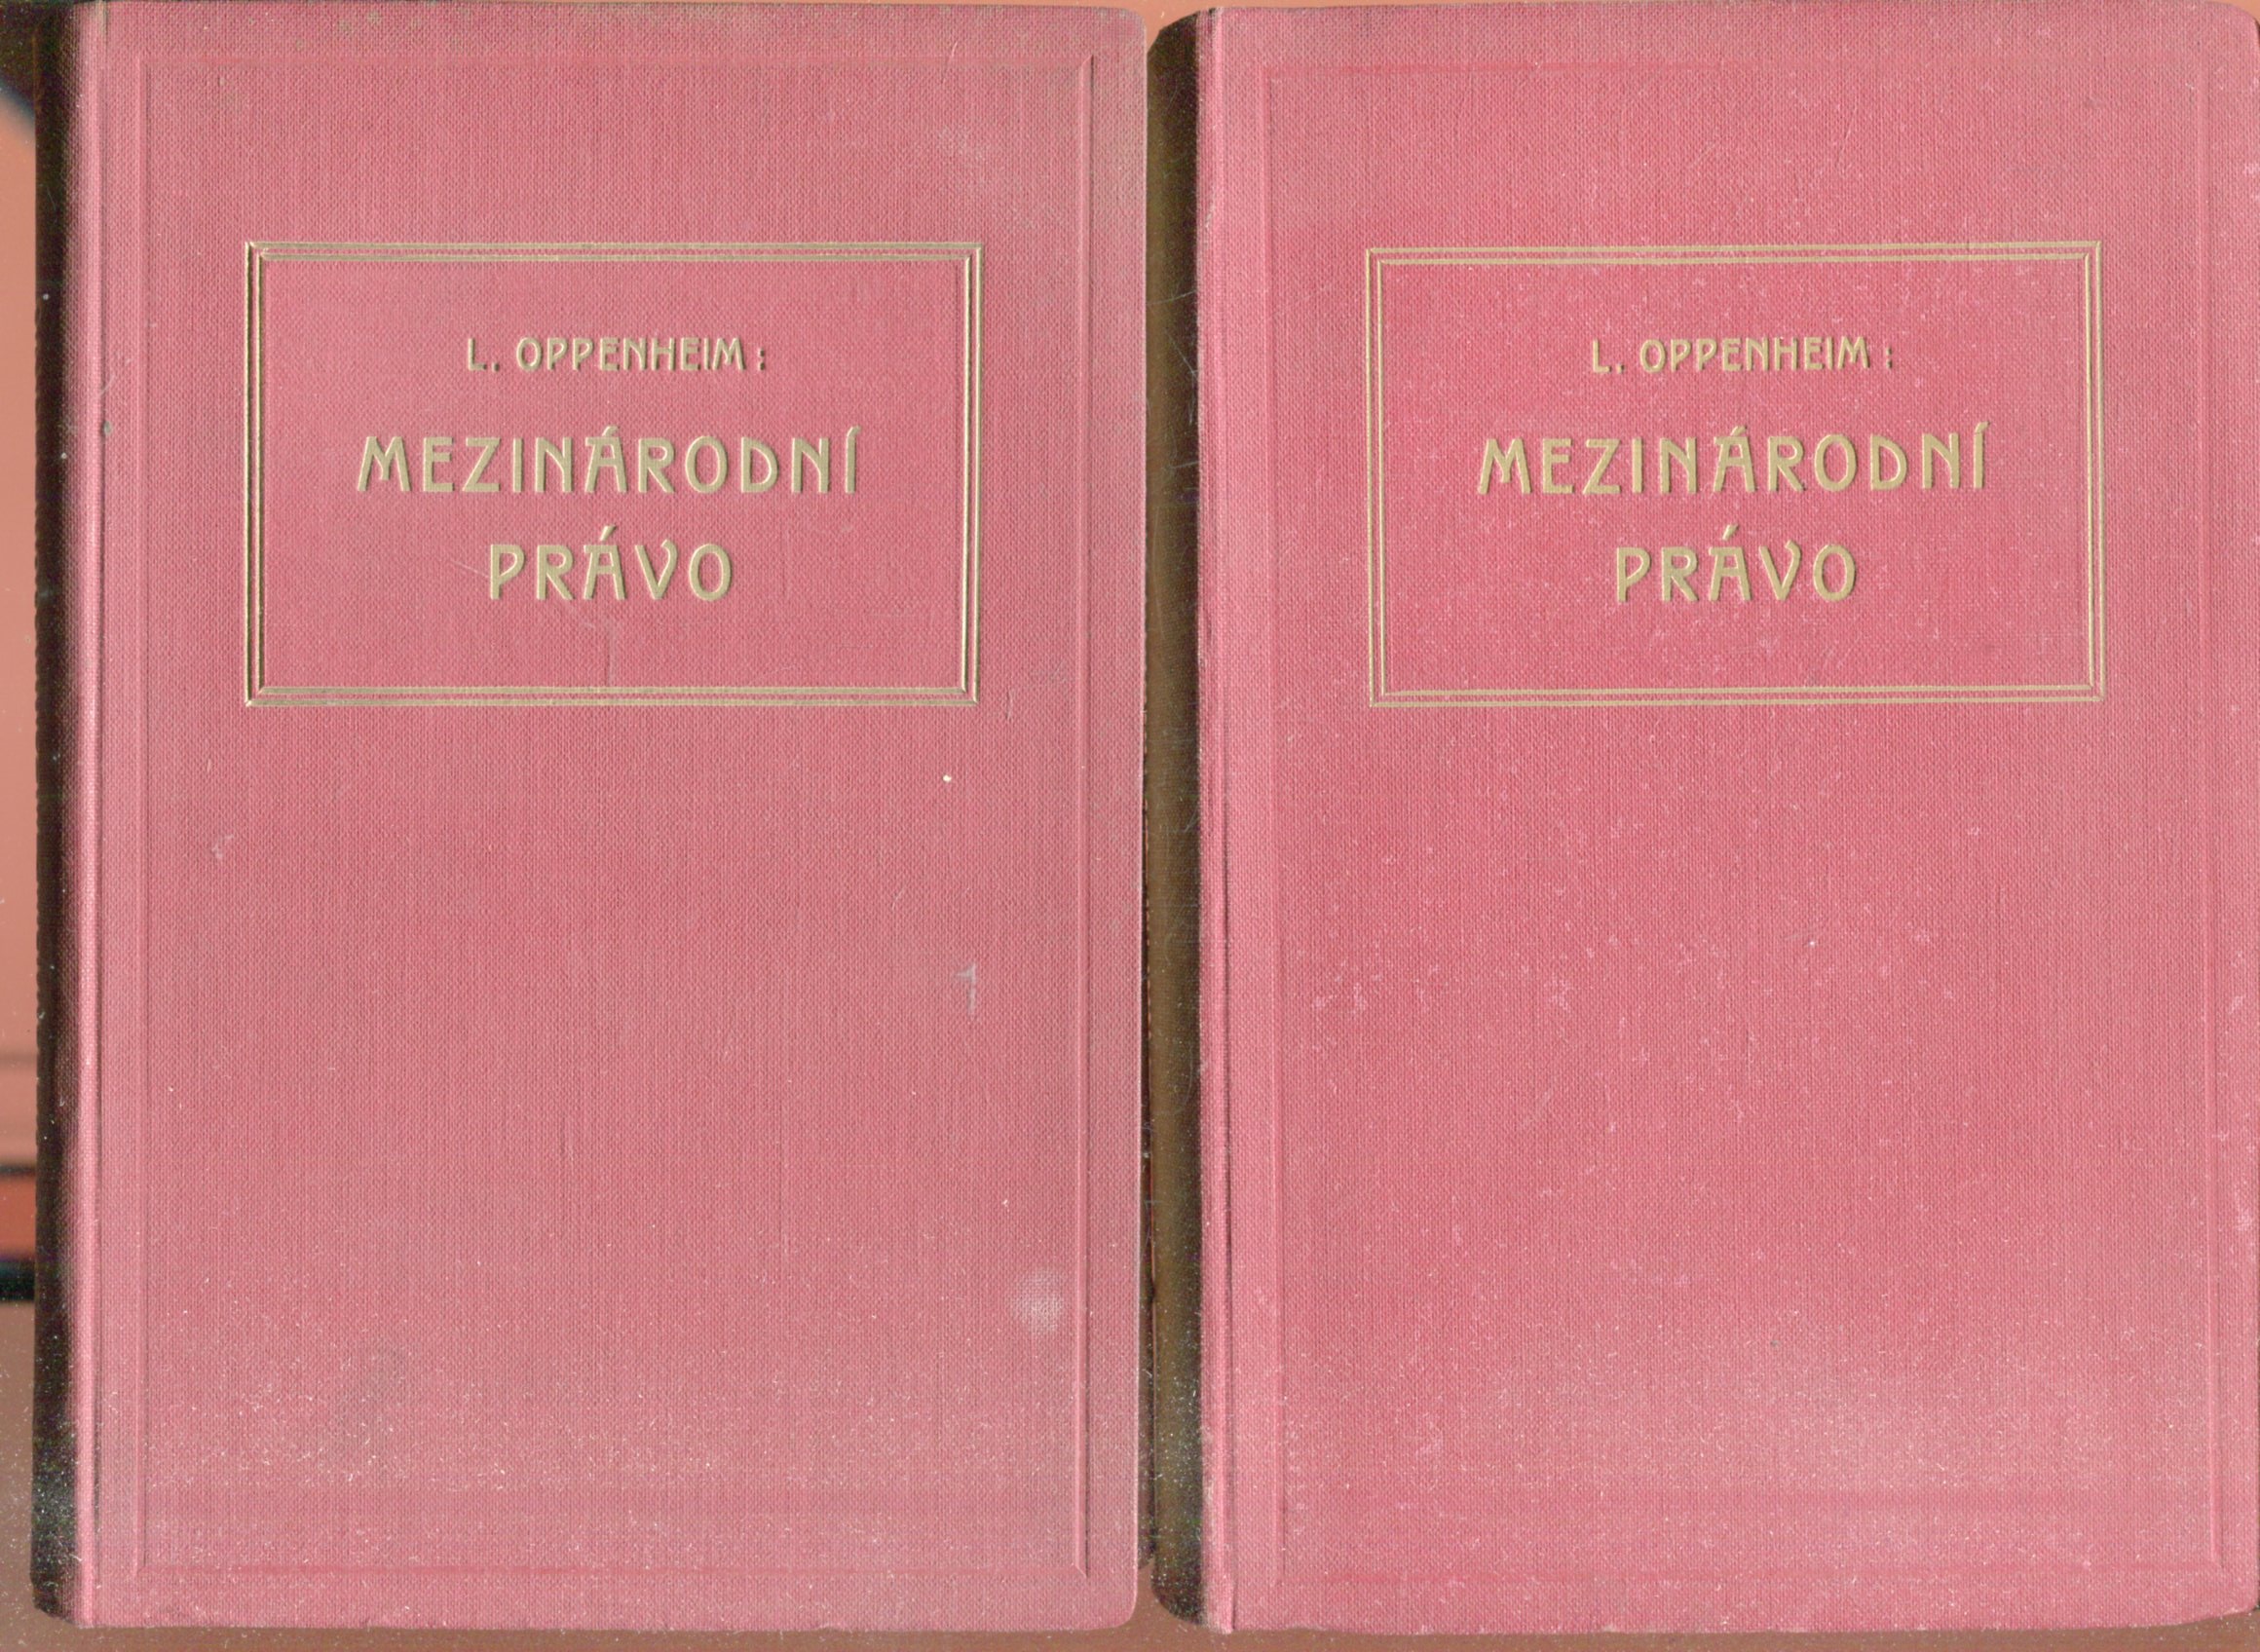 L. OPPENHEIM:
MEZINÁRODNÍ
PRÁVO
L. OPPENHEIM:
MEZINÁRODNÍ
PRÁVO